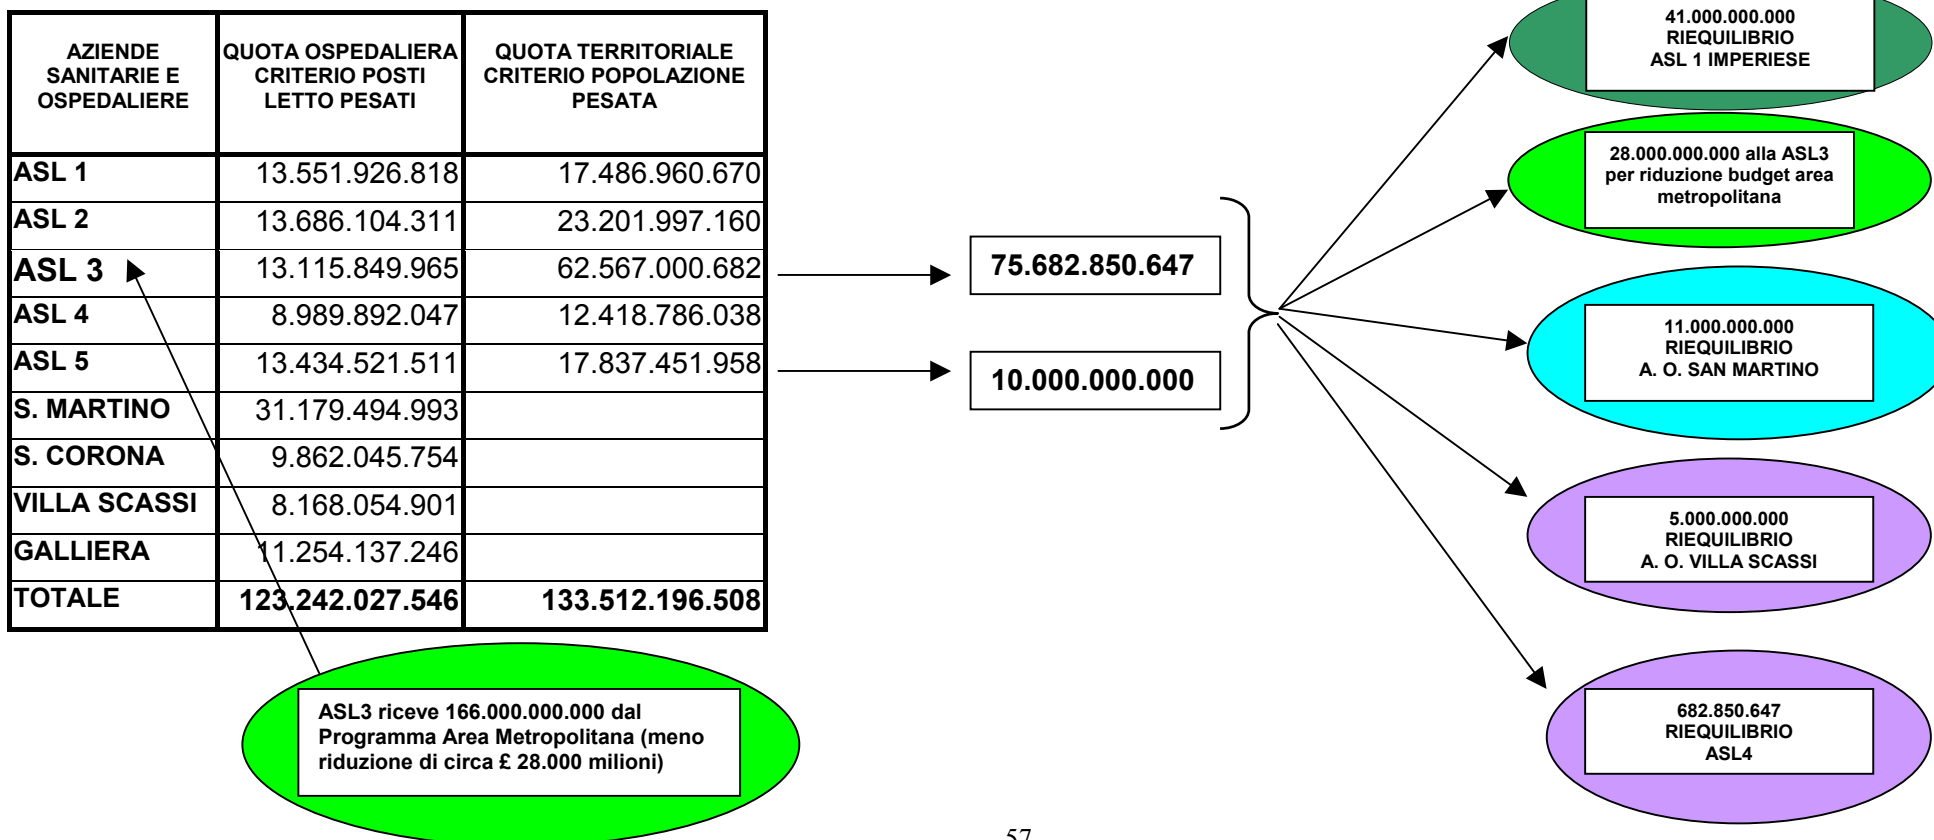 AZIENDE
SANITARIE E
OSPEDALIERE
QUOTA OSPEDALIERA
CRITERIO POSTI
LETTO PESATI
QUOTA TERRITORIALE
CRITERIO POPOLAZIONE
PESATA
ASL 1 13.551.926.818 17.486.960.670
ASL 2 13.686.104.311 23.201.997.160
ASL 3 13.115.849.965 62.567.000.682
ASL 4 8.989.892.047 12.418.786.038
ASL 5 13.434.521.511 17.837.451.958
S. MARTINO 31.179.494.993
S. CORONA 9.862.045.754
VILLA SCASSI 8.168.054.901
GALLIERA 11.254.137.246
TOTALE 123.242.027.546 133.512.196.508
75.682.850.647
10.000.000.000
41.000.000.000
RIEQUILIBRIO
ASL 1 IMPERIESE
28.000.000.000 alla ASL3
per riduzione budget area
metropolitana
11.000.000.000
RIEQUILIBRIO
A. O. SAN MARTINO
5.000.000.000
RIEQUILIBRIO
A. O. VILLA SCASSI
682.850.647
RIEQUILIBRIO
ASL4
ASL3 riceve 166.000.000.000 dal
Programma Area Metropolitana (meno
riduzione di circa £ 28.000 milioni)
57